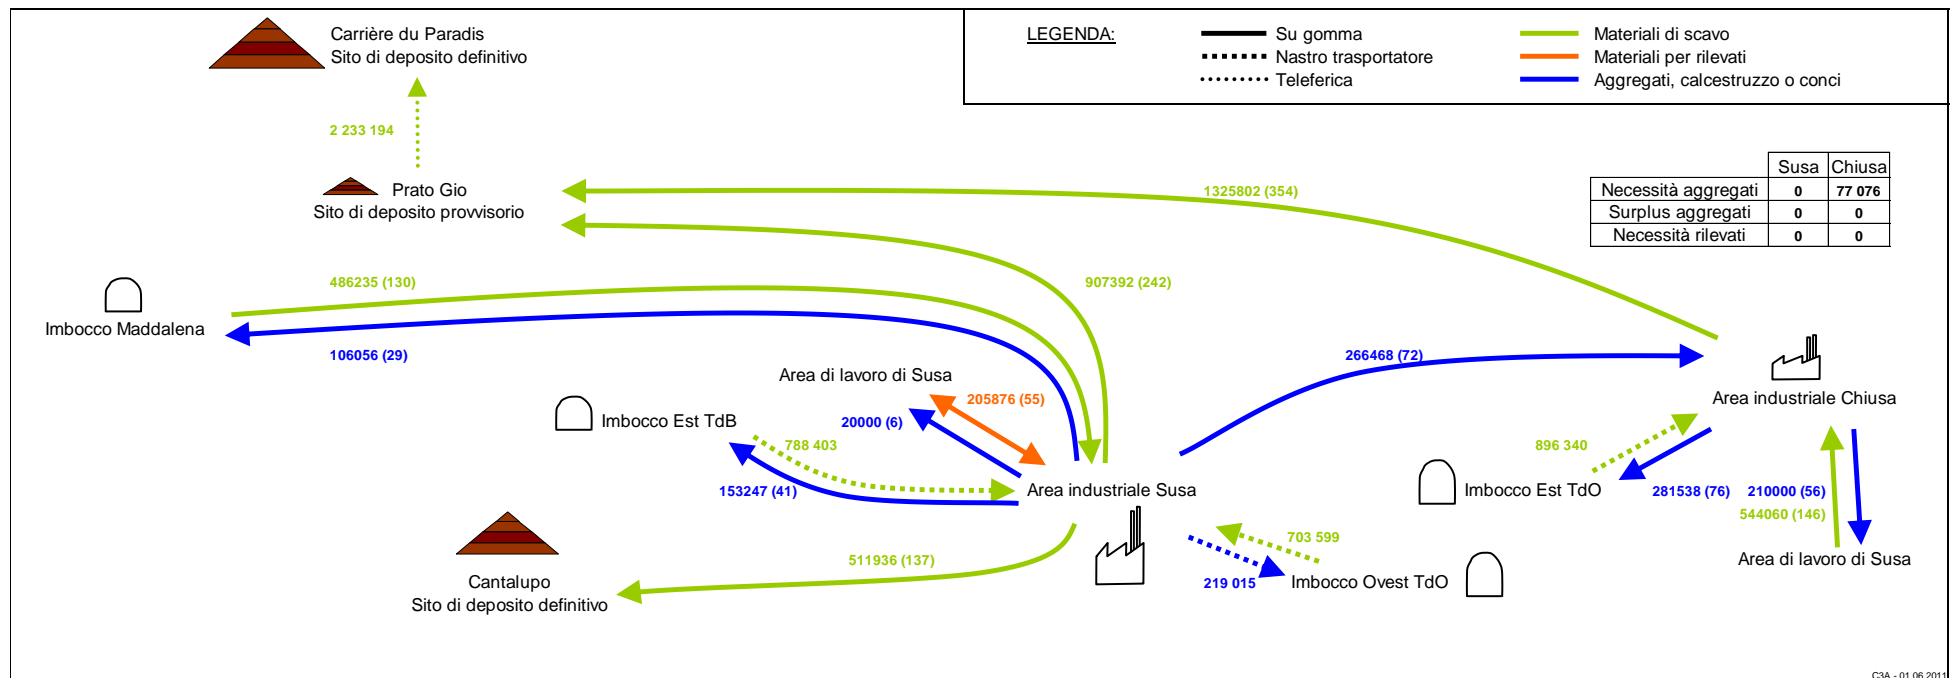 Carrière du Paradis
Sito di deposito definitivo
LEGENDA:
Su gomma
Nastro trasportatore
Teleferica
Materiali di scavo
Materiali per rilevati
Aggregati, calcestruzzo o conci
2 233 194
Prato Gio
Sito di deposito provvisorio
1325802 (354)
Susa Chiusa
Necessità aggregati 0 77 076
Surplus aggregati 0 0
Necessità rilevati 0 0
486235 (130)
907392 (242)
Imbocco Maddalena
106056 (29)
266468 (72)
Area di lavoro di Susa
205876 (55)
20000 (6)
Imbocco Est TdB
788 403
153247 (41)
Area industriale Susa
Area industriale Chiusa
896 340
Imbocco Est TdO
281538 (76)
210000 (56)
544060 (146)
Area di lavoro di Susa
511936 (137)
703 599
219 015
Imbocco Ovest TdO
Cantalupo
Sito di deposito definitivo
C3A - 01.06.2011